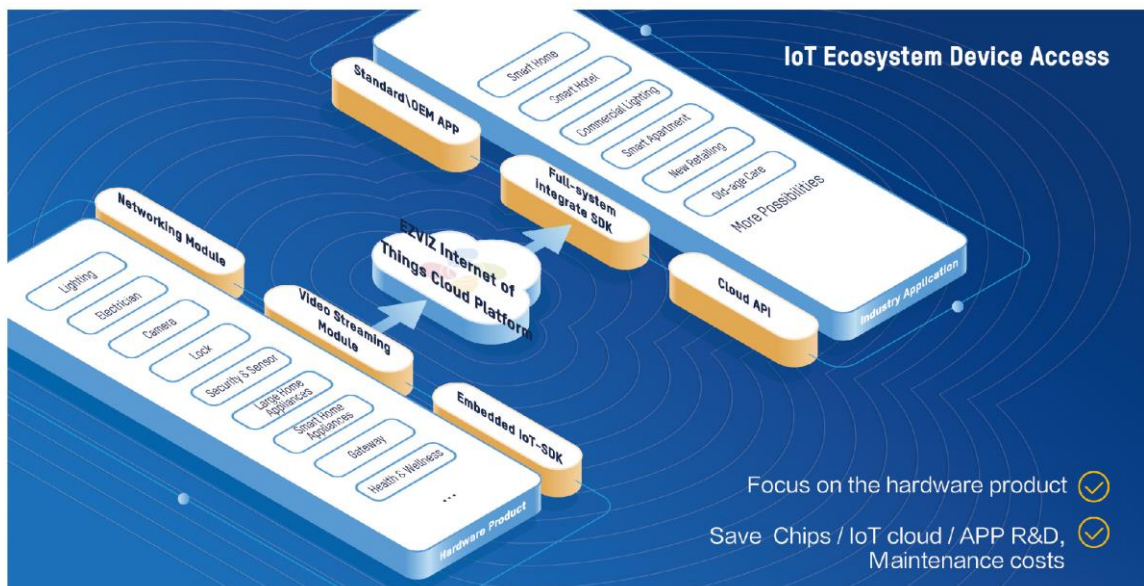 IoT Ecosystem Device Access
Smart Home
Smart Hotel
Commercial Lighting
Smart Apartment
New Retailing
Old-age Care
More Possibilities
Industry Application
Standard\OEM APP
Full-system
integrate SDK
Cloud API
EZVIZ Internet of
Things Cloud Platform
Networking Module
Video Streaming
Module
Embedded IoT-SDK
Lighting
Electrician
Camera
Lock
Security & Sensor
Large Home
Appliances
Smart Home
Appliances
Gateway
Health & Wellness
...
Hardware Product
Focus on the hardware product
Save Chips / IoT cloud / APP R&D,
Maintenance costs